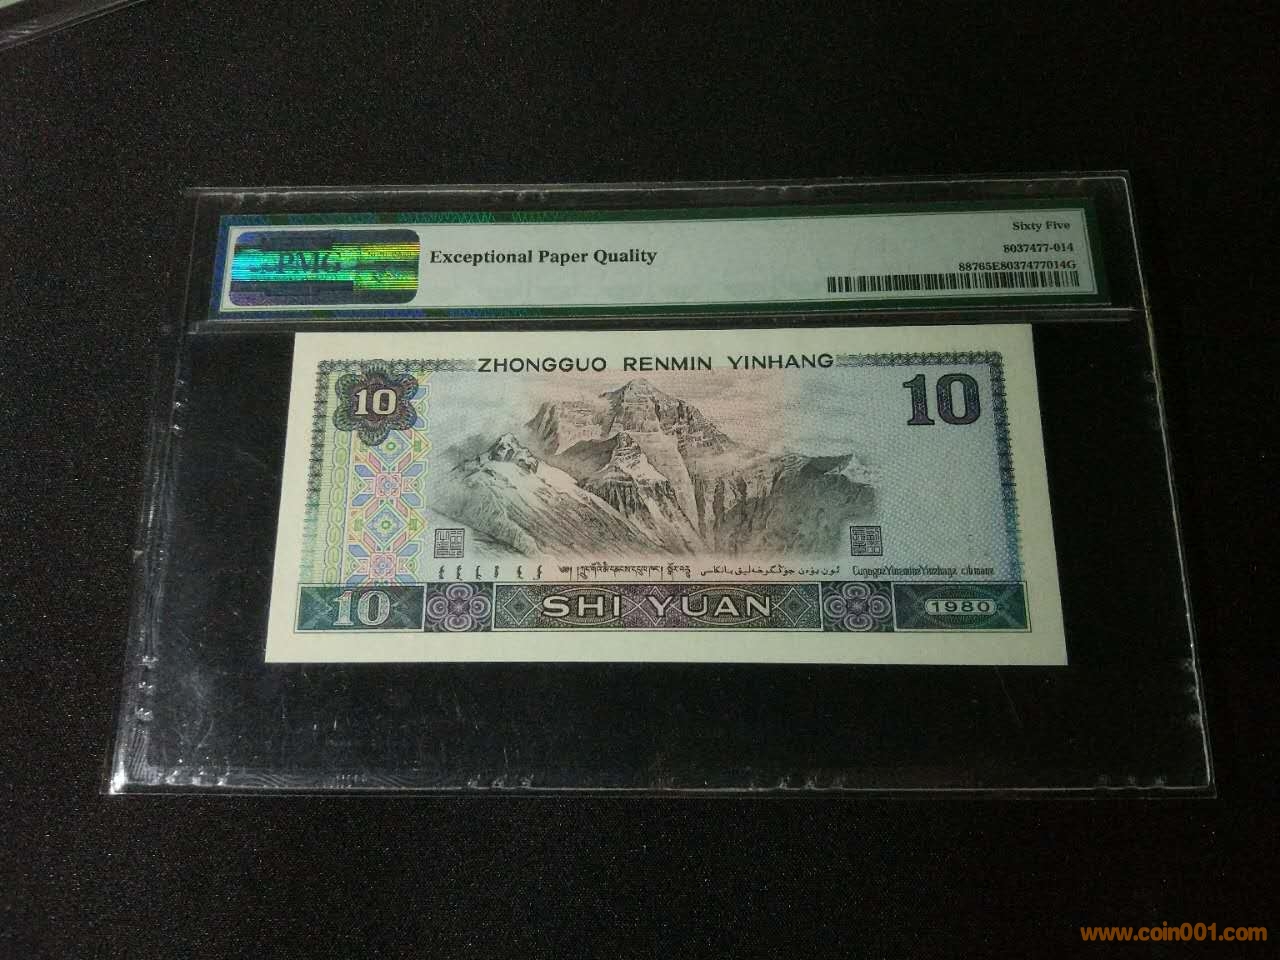 Sixty Five
PMG
Exceptional Paper Quality
8037477-014
88765E8037477014G
ZHONGGUO RENMIN YINHANG
10
10
10
SHI YUAN
1980
www.coin001.com